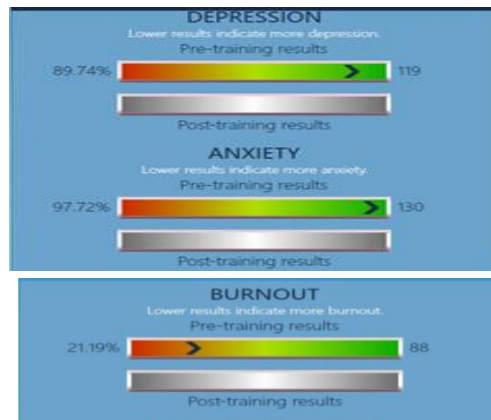 DEPRESSION
Lower results indicate more depression.
Pre-training results
89.74% 119
Post-training results
ANXIETY
Lower results indicate more anxiety.
Pre-training results
97.72% 130
Post-training results
BURNOUT
Lower results indicate more burnout.
Pre-training results
21.19% 88
Post-training results